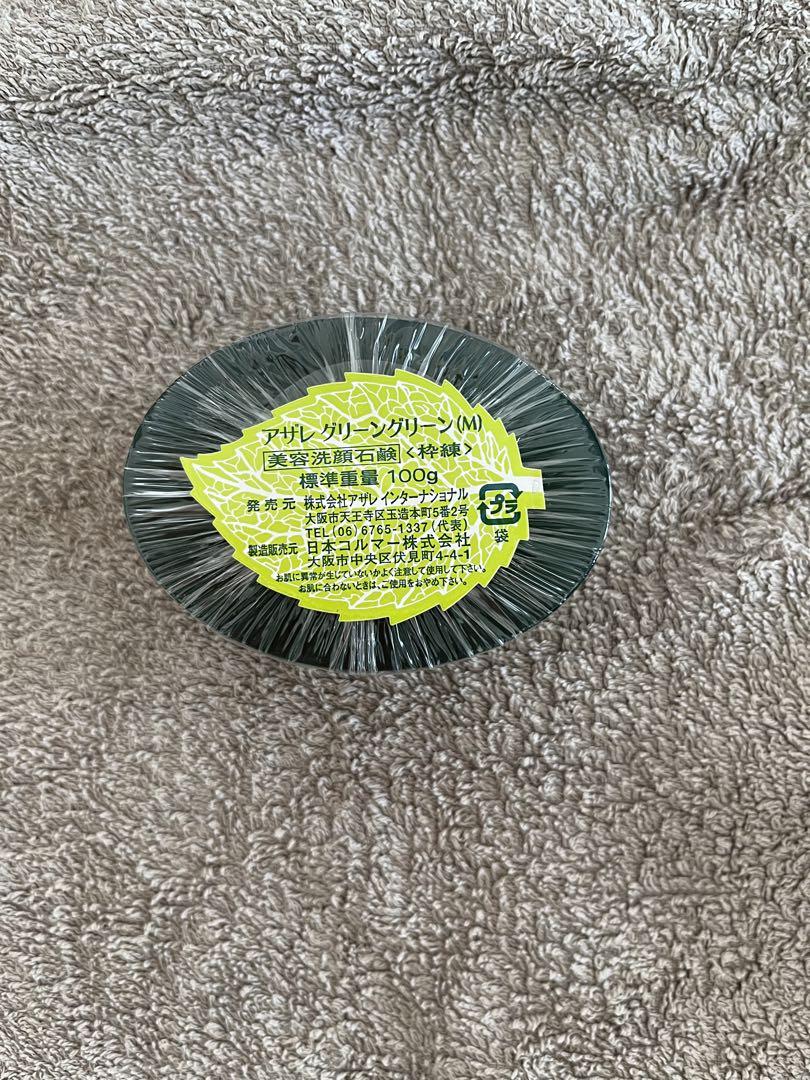 アザレ グリーングリーン(M)
美容洗顔石鹸<枠練>
標準重量 100g
発売元 株式会社アザレインターナショナル
大阪市天王寺区玉造本町5番2号
TEL(06)6765-1337(代表)
製造販売元 日本コルマー株式会社
大阪市中央区伏見町4-4-1
お肌に異常が生じていないかよく注意して使用して下さい。
お肌に合わないときは、ご使用をおやめ下さい。
プラ
袋